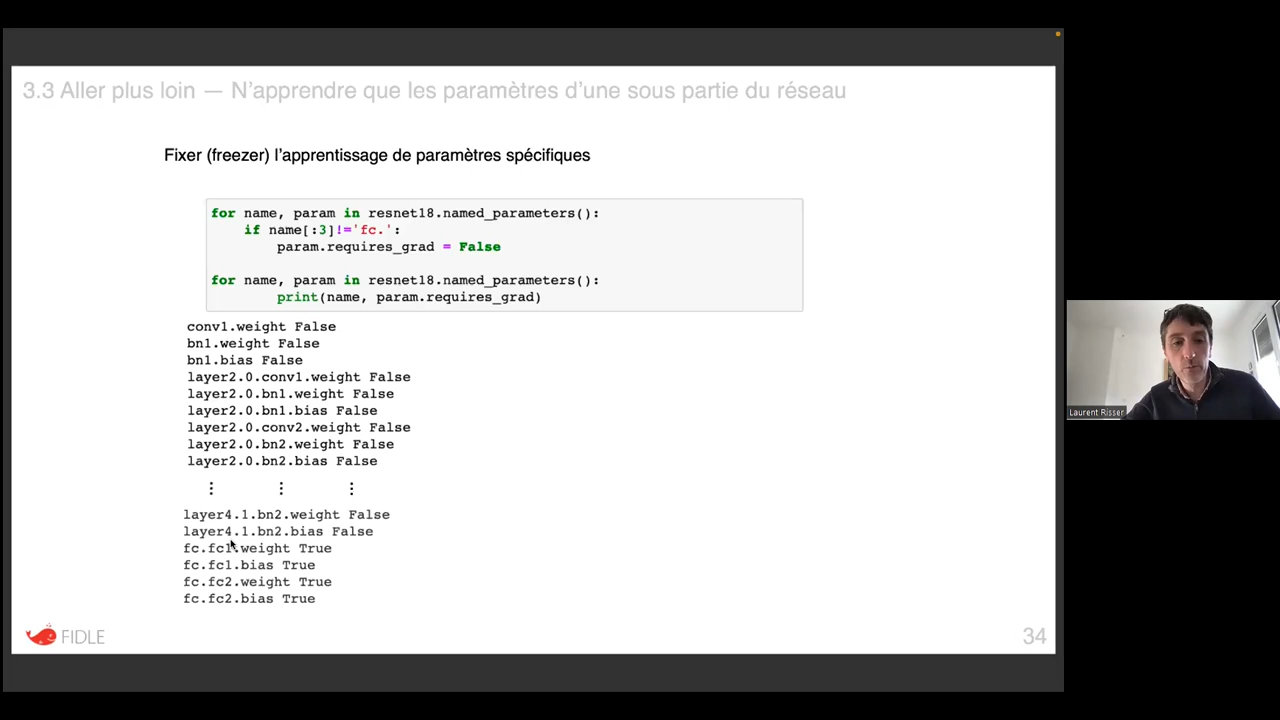 3.3 Aller plus loin — N'apprendre que les paramètres d'une sous partie du réseau
Fixer (freezer) l'apprentissage de paramètres spécifiques
for name, param in resnet18.named_parameters():
    if name[:3]!='fc.':
        param.requires_grad = False
for name, param in resnet18.named_parameters():
        print(name, param.requires_grad)
conv1.weight False
bn1.weight False
bn1.bias False
layer2.0.conv1.weight False
layer2.0.bn1.weight False
layer2.0.bn1.bias False
layer2.0.conv2.weight False
layer2.0.bn2.weight False
layer2.0.bn2.bias False
⋮ ⋮ ⋮
layer4.1.bn2.weight False
layer4.1.bn2.bias False
fc.fc1.weight True
fc.fc1.bias True
fc.fc2.weight True
fc.fc2.bias True
FIDLE
34
Laurent Risser